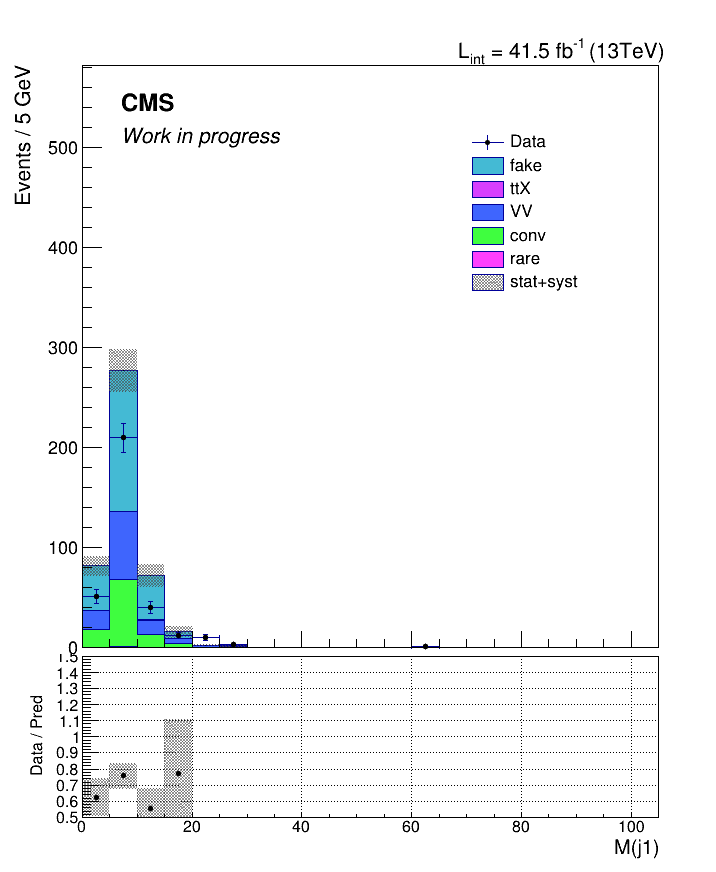 L_int = 41.5 fb^-1 (13TeV)
Events / 5 GeV
CMS
Work in progress
Data
fake
ttX
VV
conv
rare
stat+syst
500
400
300
200
100
0
Data / Pred
1.5
1.4
1.3
1.2
1.1
1
0.9
0.8
0.7
0.6
0.5
0 20 40 60 80 100
M(j1)